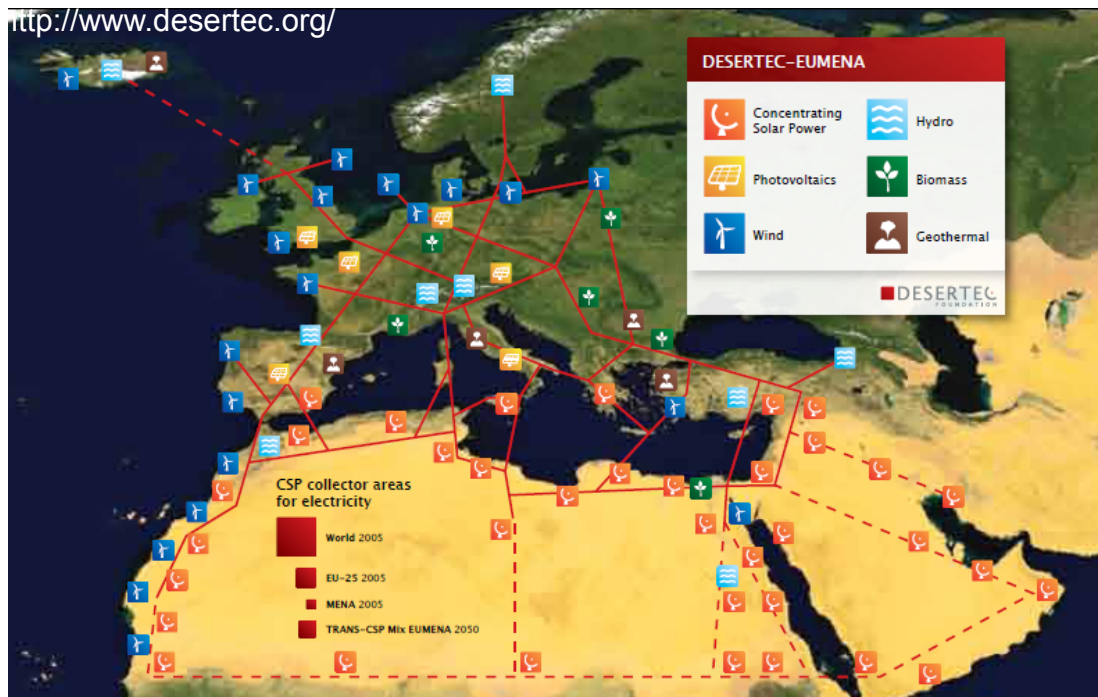 http://www.desertec.org/
DESERTEC–EUMENA
Concentrating
Solar Power
Hydro
Photovoltaics
Biomass
Wind
Geothermal
DESERTEC
FOUNDATION
CSP collector areas
for electricity
World 2005
EU-25 2005
MENA 2005
TRANS-CSP Mix EUMENA 2050